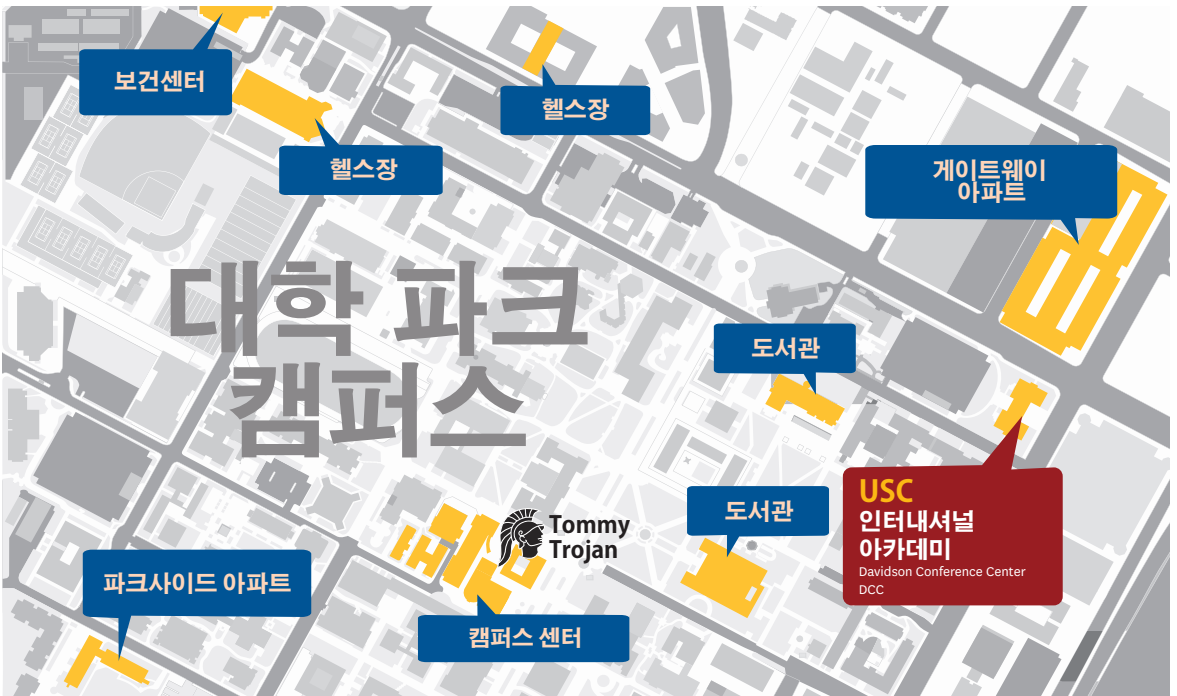 보건센터
헬스장
헬스장
게이트웨이
아파트
대학 파크
캠퍼스
도서관
도서관
USC
인터내셔널
아카데미
Davidson Conference Center
DCC
Tommy
Trojan
파크사이드 아파트
캠퍼스 센터